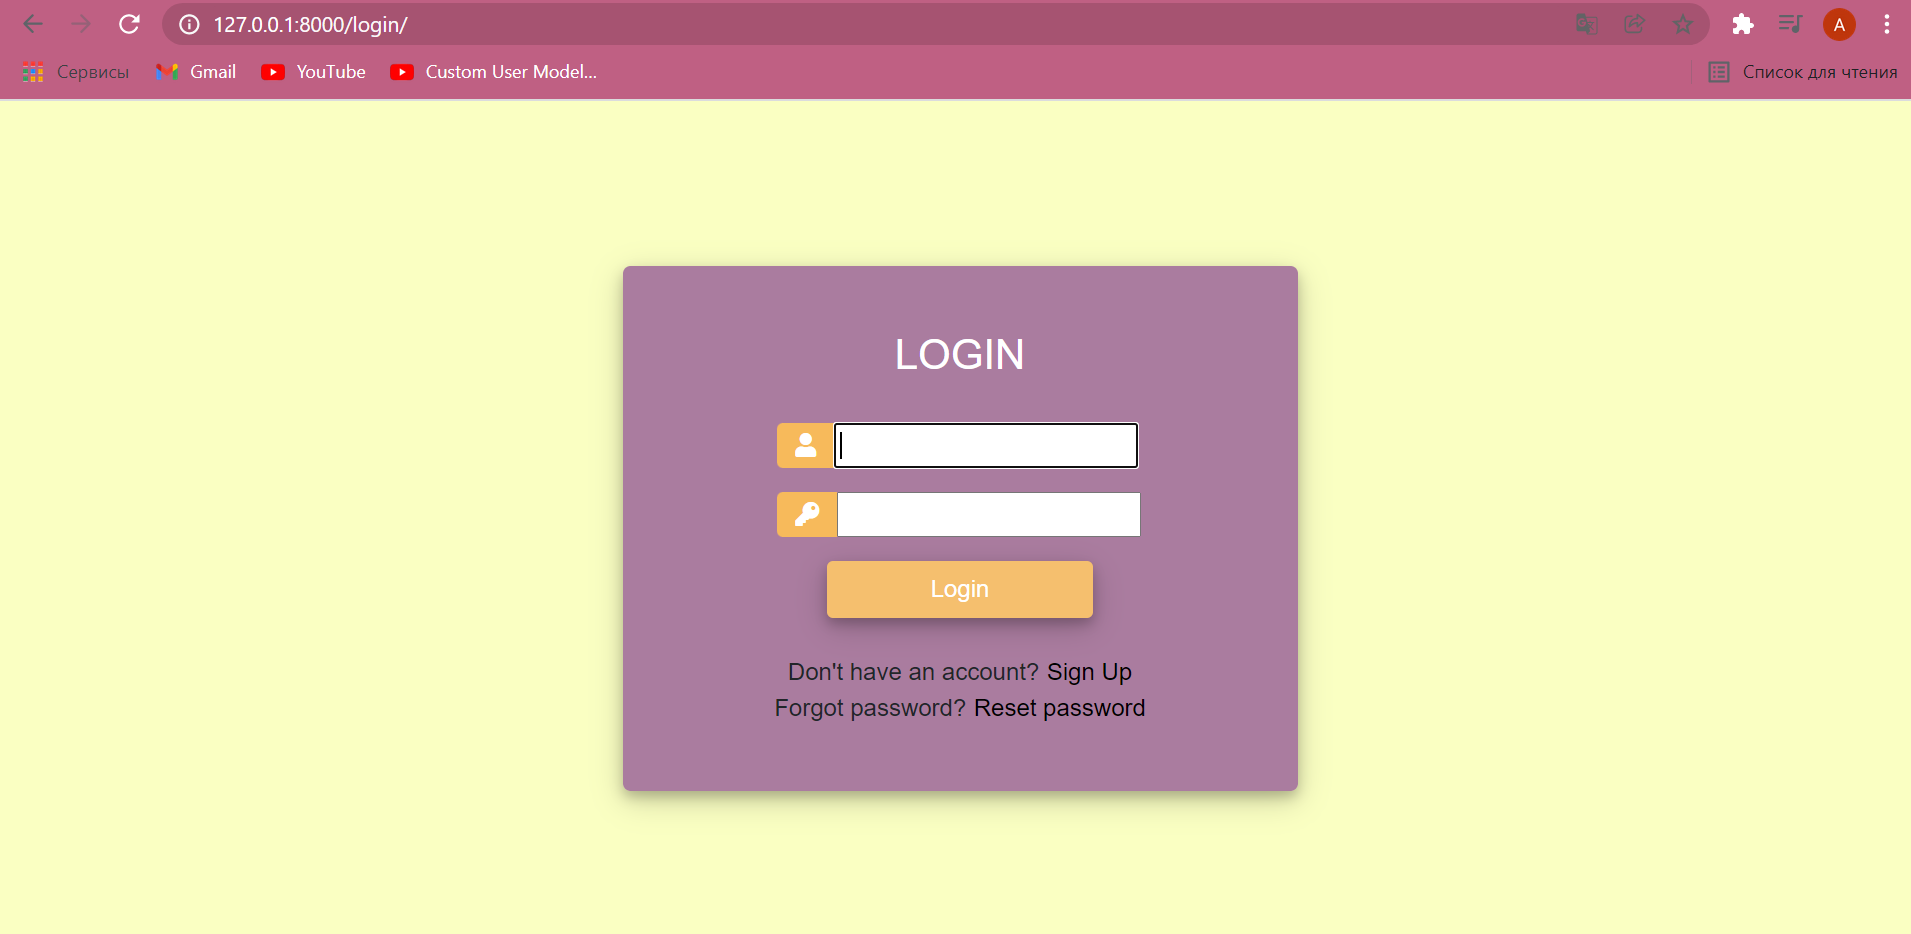 127.0.0.1:8000/login/
A
Сервисы Gmail YouTube Custom User Model... Список для чтения
LOGIN
Login
Don't have an account? Sign Up
Forgot password? Reset password